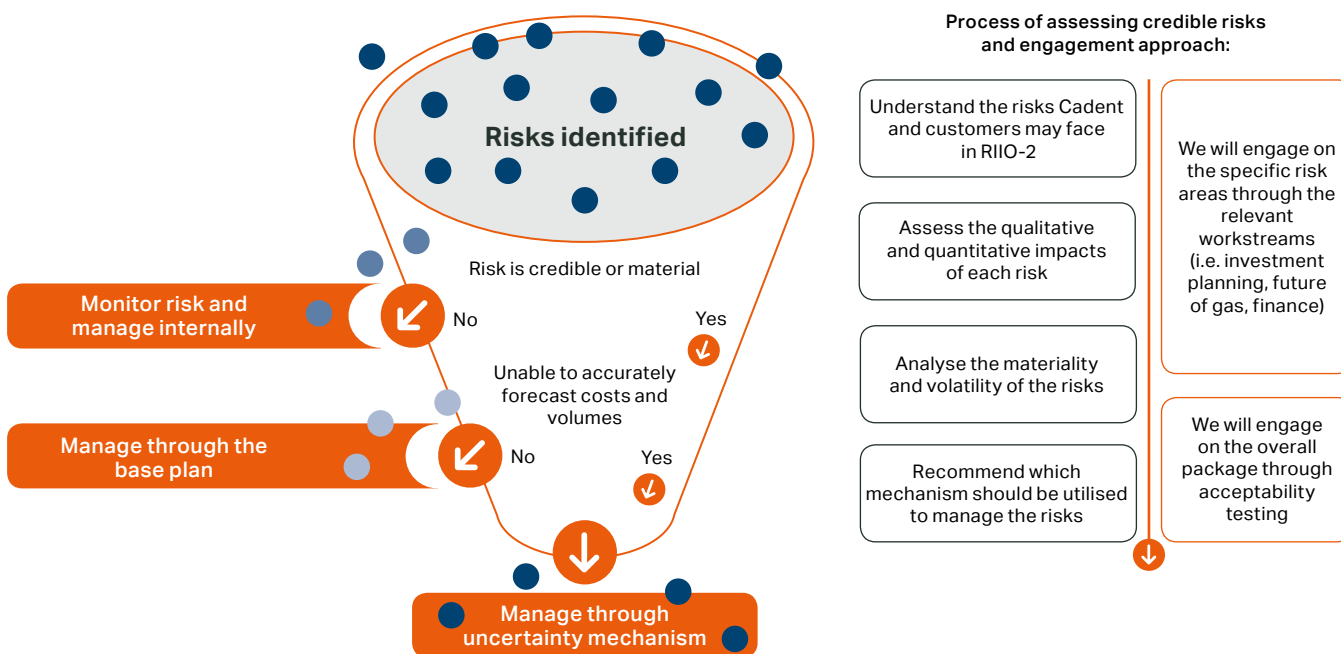 Risks identified
Risk is credible or material
Monitor risk and
manage internally
No
Yes
Unable to accurately
forecast costs and
volumes
Manage through the
base plan
No
Yes
Manage through
uncertainty mechanism
Process of assessing credible risks
and engagement approach:
Understand the risks Cadent
and customers may face
in RIIO-2
Assess the qualitative
and quantitative impacts
of each risk
Analyse the materiality
and volatility of the risks
Recommend which
mechanism should be utilised
to manage the risks
We will engage on
the specific risk
areas through the
relevant
workstreams
(i.e. investment
planning, future
of gas, finance)
We will engage
on the overall
package through
acceptability
testing